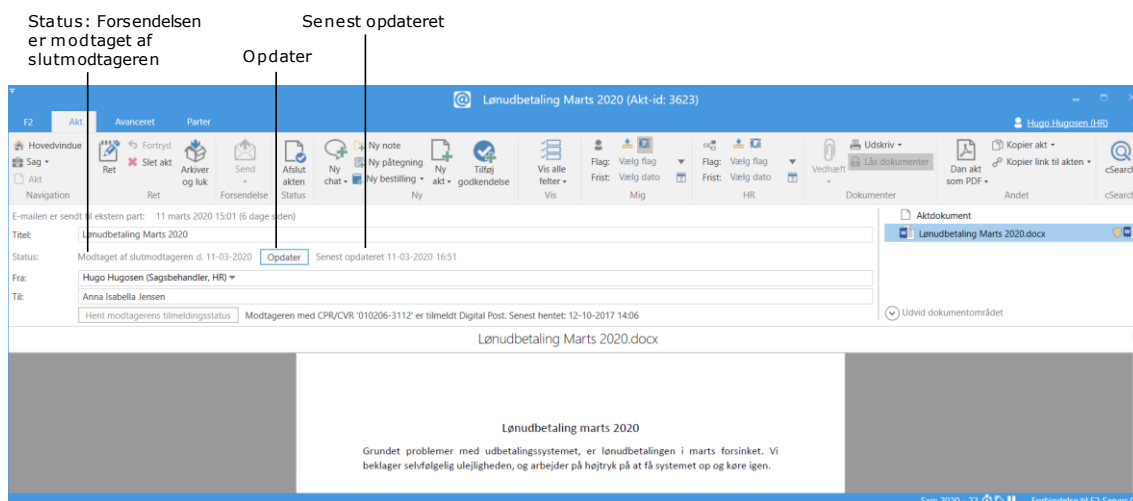 Status: Forsendelsen
er modtaget af
slutmodtageren
Opdater
Senest opdateret
Lønudbetaling Marts 2020 (Akt-id: 3623)
F2 Akt Avanceret Parter Hugo Hugosen (HR)
Hovedvindue
Sag
Akt
Navigation
Ret
Fortryd
Slet akt
Arkiver
og luk
Ret
Send
Forsendelse
Afslut
akten
Status
Ny
chat
Ny note
Ny påtegning
Ny bestilling
Ny
akt
Tilføj
godkendelse
Ny
Vis alle
felter
Vis
Flag: Vælg flag
Frist: Vælg dato
Mig
Flag: Vælg flag
Frist: Vælg dato
HR
Vedhæft
Udskriv
Lås dokumenter
Dokumenter
Dan akt
som PDF
Kopier akt
Kopier link til akten
Andet
cSearch
cSearch
E-mailen er sendt til ekstern part: 11 marts 2020 15:01 (6 dage siden)
Titel: Lønudbetaling Marts 2020
Status: Modtaget af slutmodtageren d. 11-03-2020 Opdater Senest opdateret 11-03-2020 16:51
Fra: Hugo Hugosen (Sagsbehandler, HR)
Til: Anna Isabella Jensen
Hent modtagerens tilmeldingsstatus Modtageren med CPR/CVR '010206-3112' er tilmeldt Digital Post. Senest hentet: 12-10-2017 14:06
Aktdokument
Lønudbetaling Marts 2020.docx
Udvid dokumentområdet
Lønudbetaling Marts 2020.docx
Lønudbetaling marts 2020
Grundet problemer med udbetalingssystemet, er lønudbetalingen i marts forsinket. Vi
beklager selvfølgelig ulejligheden, og arbejder på højtryk på at få systemet op og køre igen.
Sag: 2020 - 22 Forbindelse til F2 Server